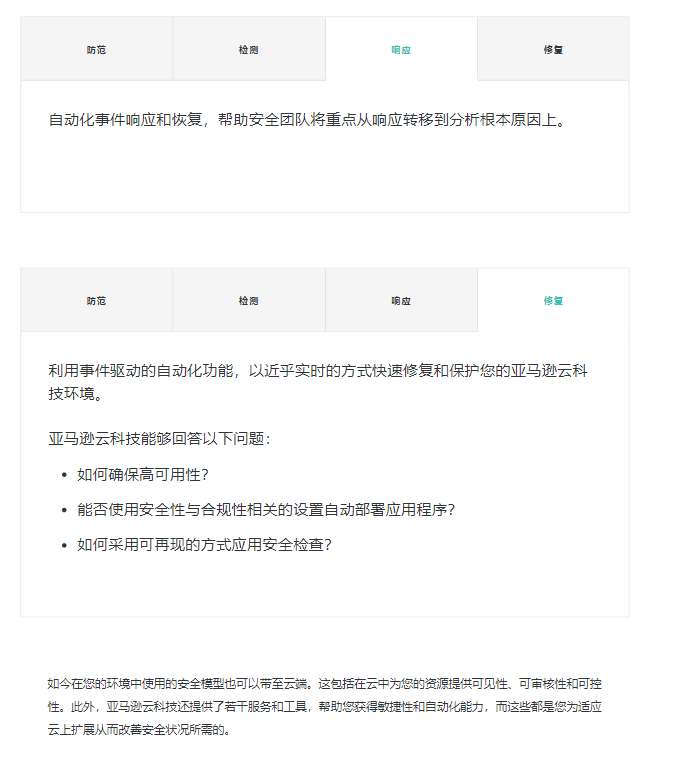 防范 检测 响应 修复
自动化事件响应和恢复，帮助安全团队将重点从响应转移到分析根本原因上。
防范 检测 响应 修复
利用事件驱动的自动化功能，以近乎实时的方式快速修复和保护您的亚马逊云科
技环境。
亚马逊云科技能够回答以下问题：
• 如何确保高可用性？
• 能否使用安全性与合规性相关的设置自动部署应用程序？
• 如何采用可再现的方式应用安全检查？
如今在您的环境中使用的安全模型也可以带至云端。这包括在云中为您的资源提供可见性、可审核性和可控
性。此外，亚马逊云科技还提供了若干服务和工具，帮助您获得敏捷性和自动化能力，而这些都是您为适应
云上扩展从而改善安全状况所需的。